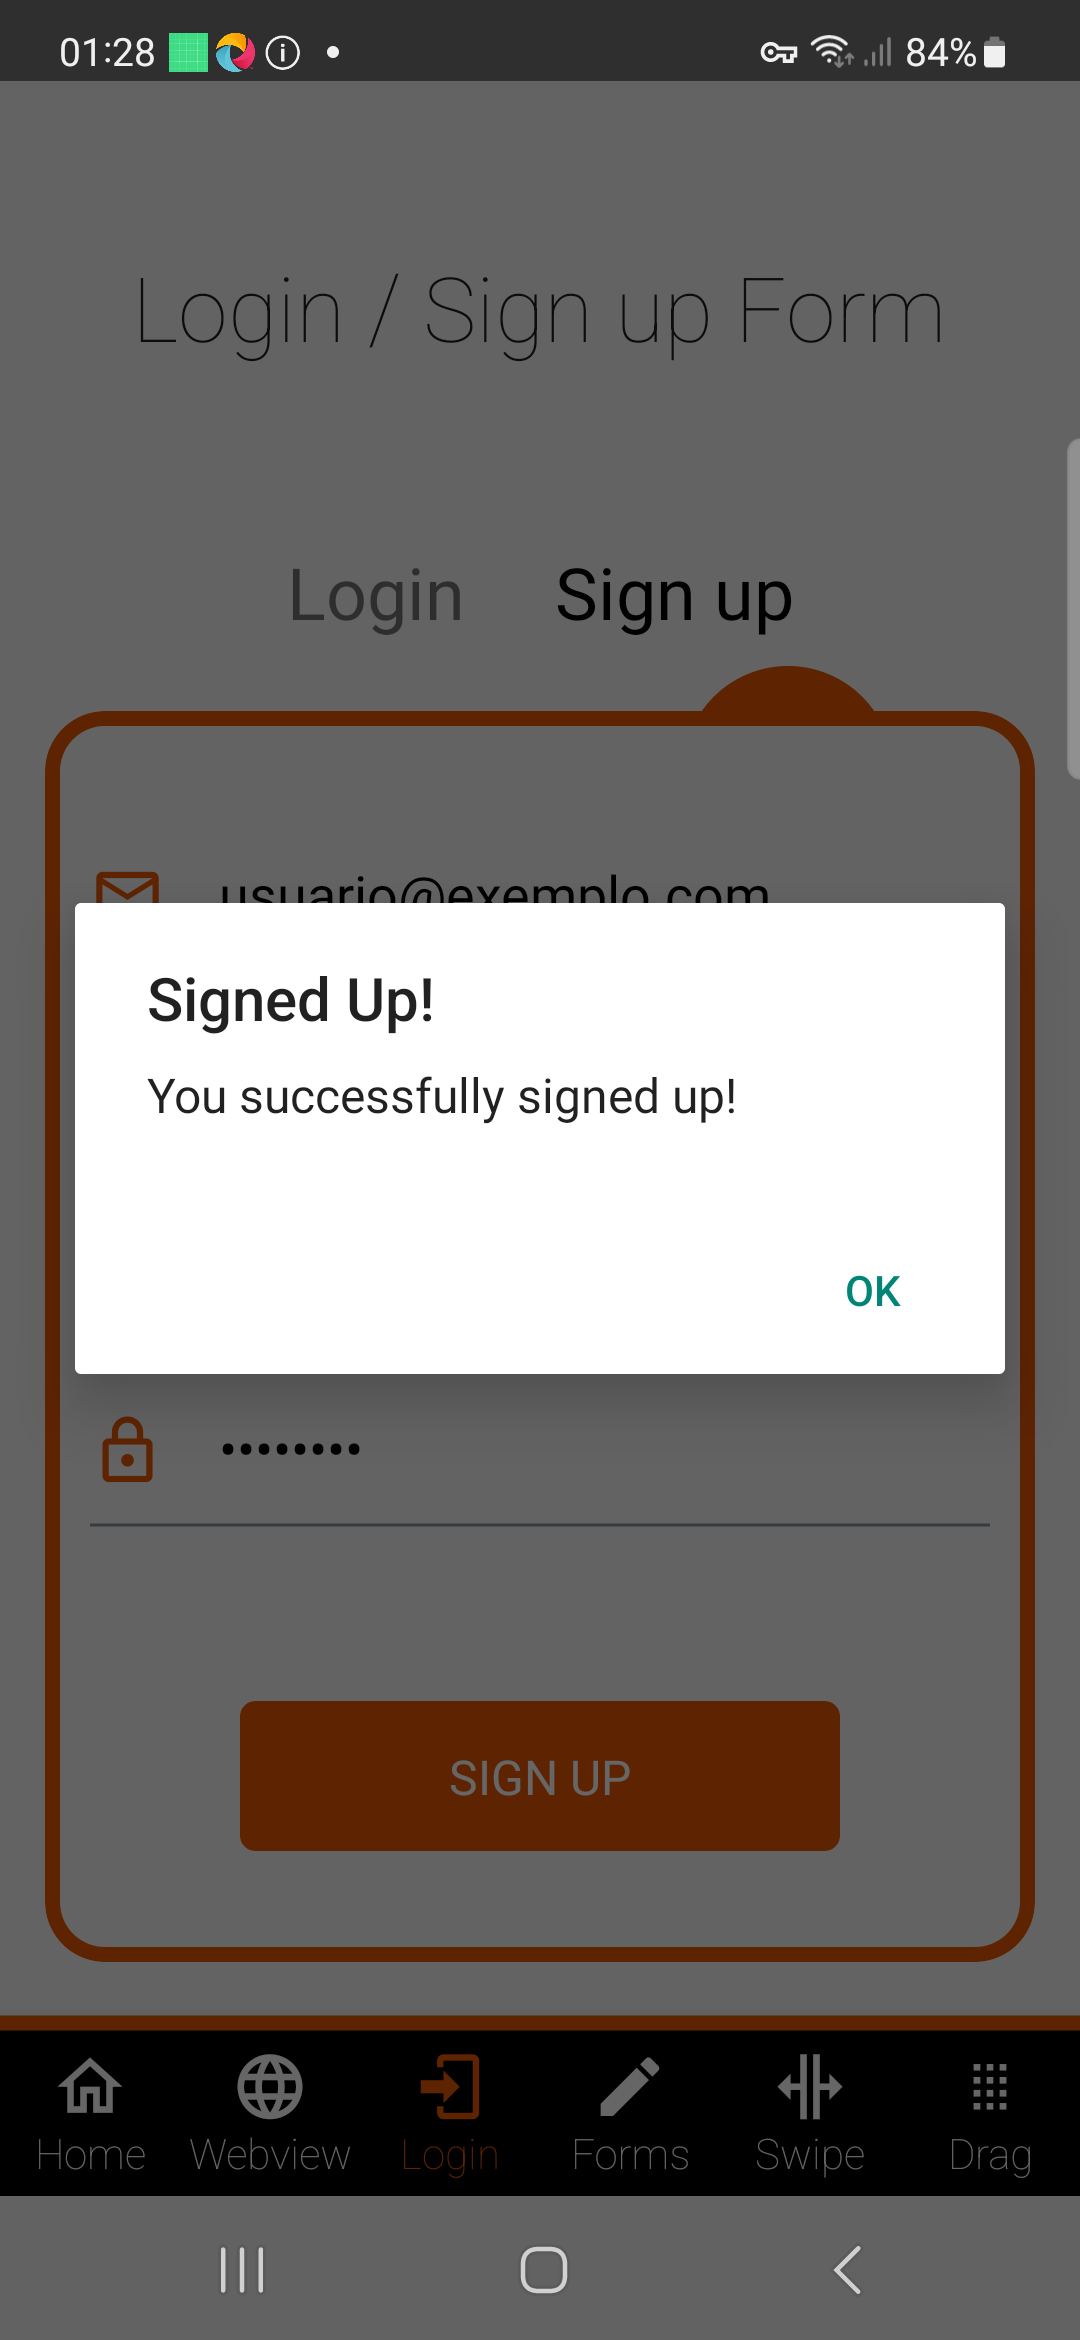 01:28
84%
Login / Sign up Form
Login Sign up
usuario@exemplo.com
Signed Up!
You successfully signed up!
OK
••••••••
SIGN UP
Home Webview Login Forms Swipe Drag